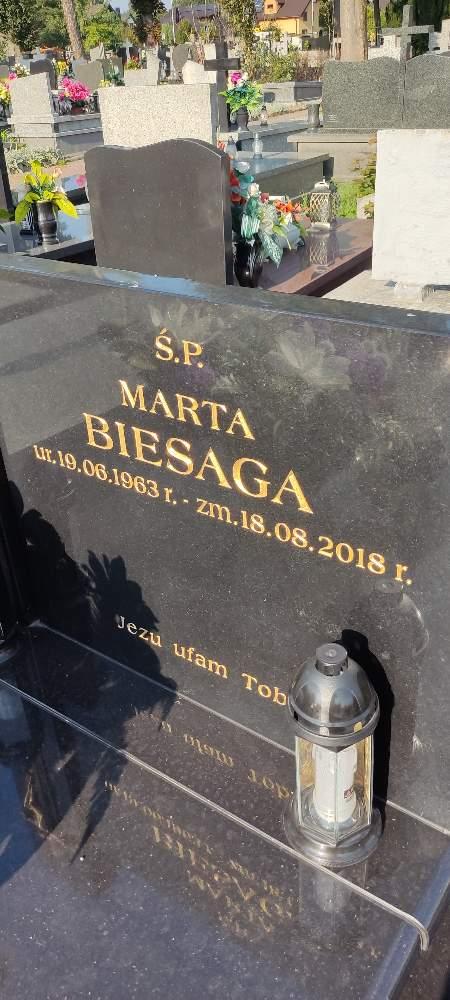 Ś.P.
MARTA
BIESAGA
ur.19.06.1963 r. - zm.18.08.2018 r.
Jezu ufam Tob